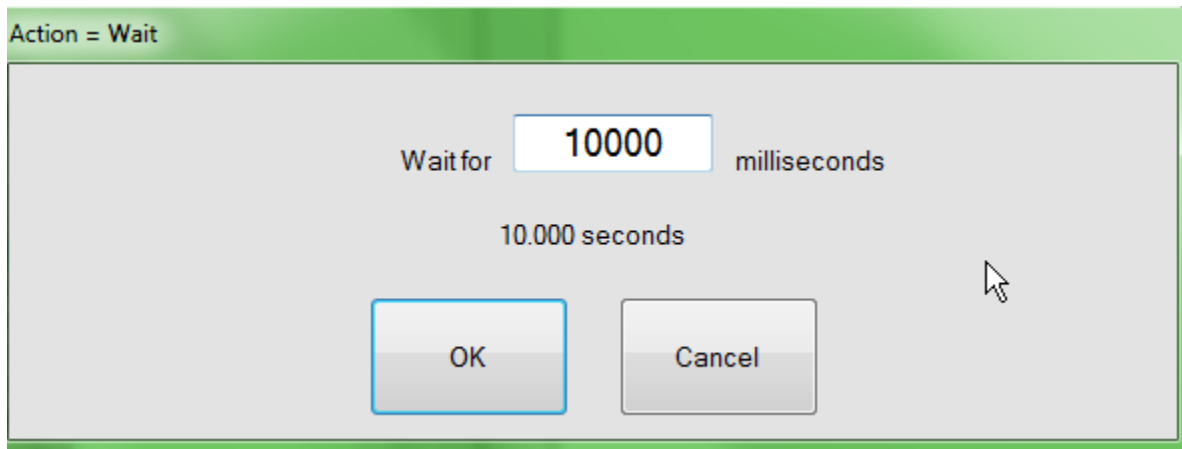 Action = Wait
Wait for 10000 milliseconds
10.000 seconds
OK Cancel